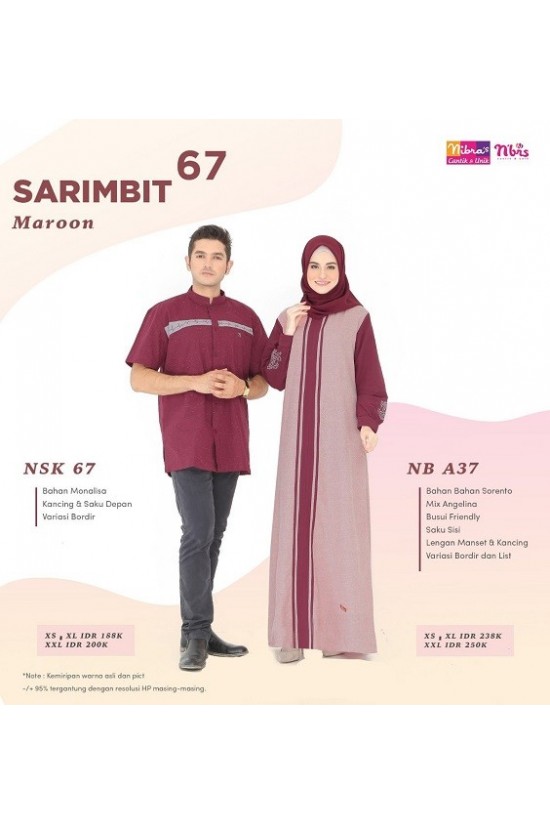 SARIMBIT 67
Maroon
Nibra's
Cantik & Unik
Nbrs
NSK 67
Bahan Monalisa
Kancing & Saku Depan
Variasi Bordir
NB A37
Bahan Bahan Sorento
Mix Angelina
Busui Friendly
Saku Sisi
Lengan Manset & Kancing
Variasi Bordir dan List
XS s XL IDR 188K
XXL IDR 200K
XS s XL IDR 238K
XXL IDR 250K
*Note : Kemiripan warna asli dan pict
-/+ 95% tergantung dengan resolusi HP masing-masing.